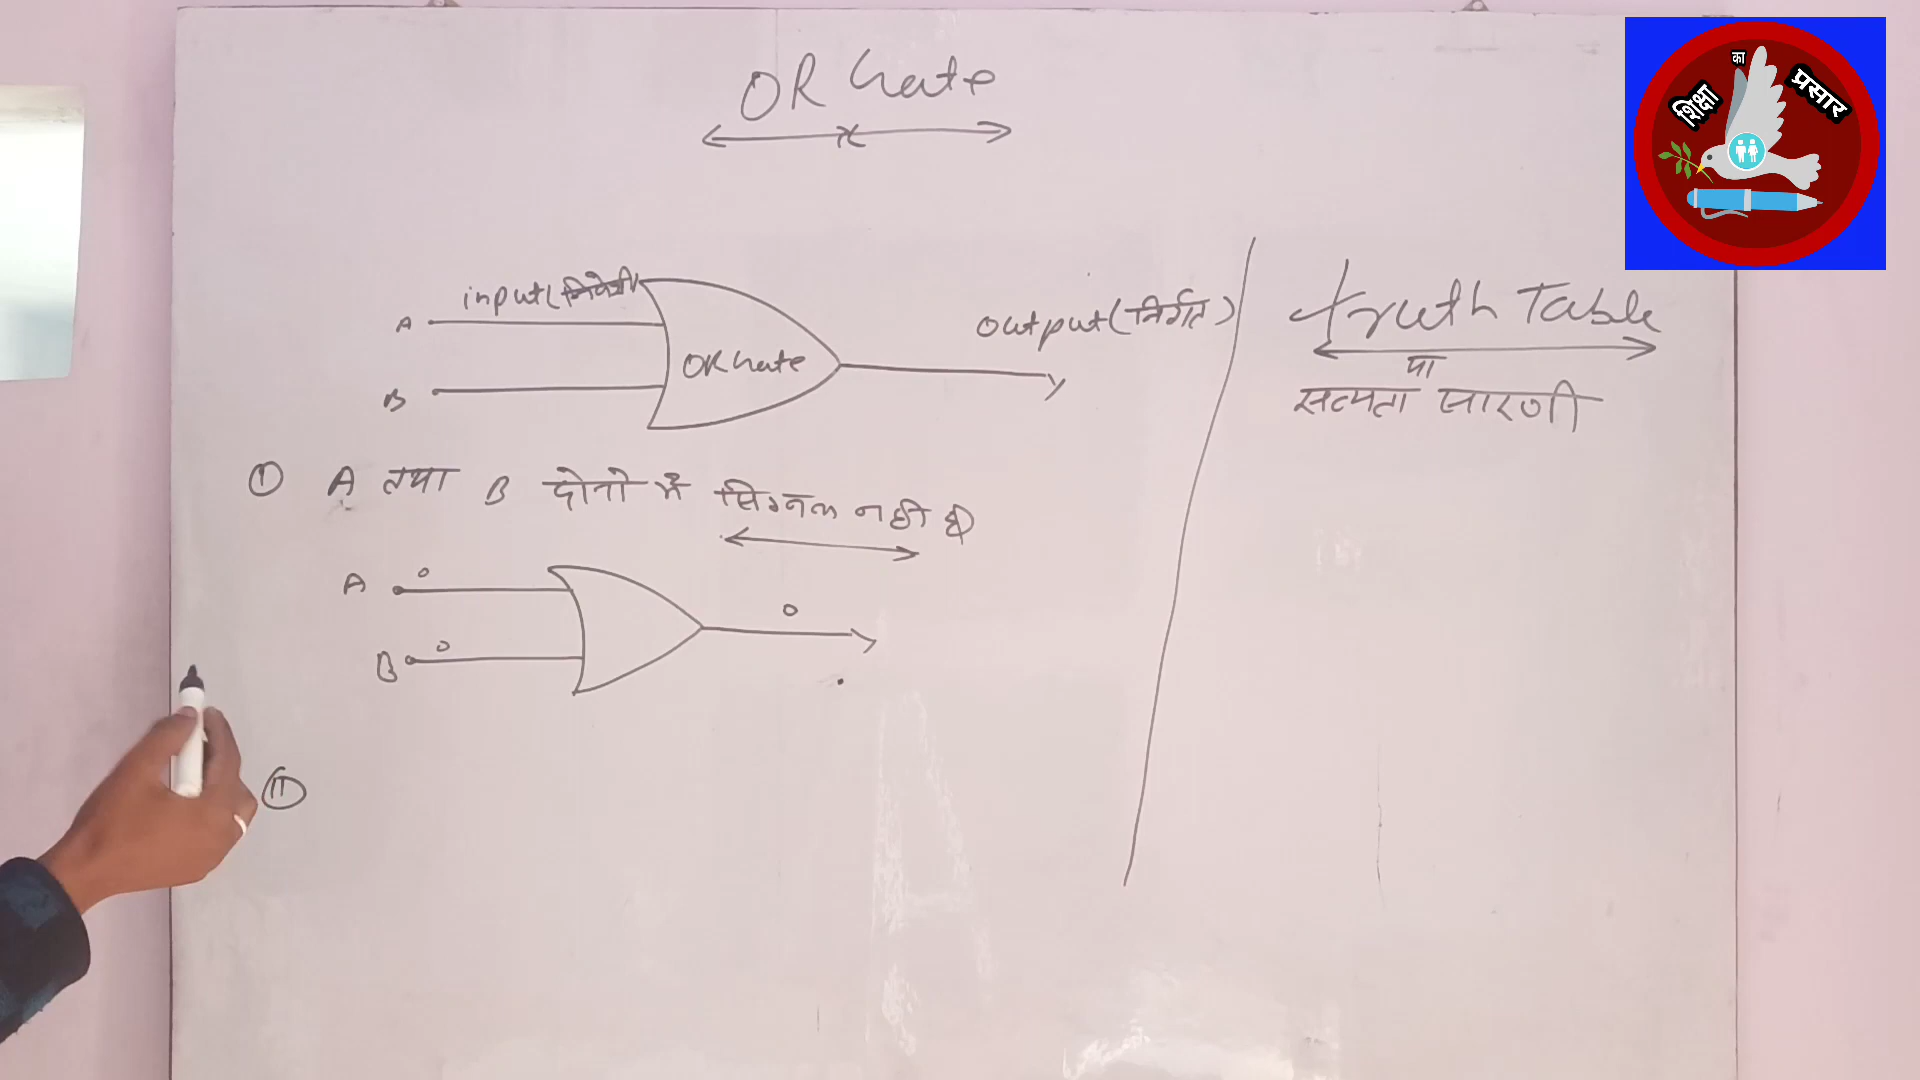 OR Gate
शिक्षा का प्रसार
input(निवेशी)
output(निर्गत)
A
OR Gate
B
Truth Table
या
सत्यता सारणी
① A तथा B दोनो में सिग्नल नहीं है
A 0
0
B 0
Ⅱ